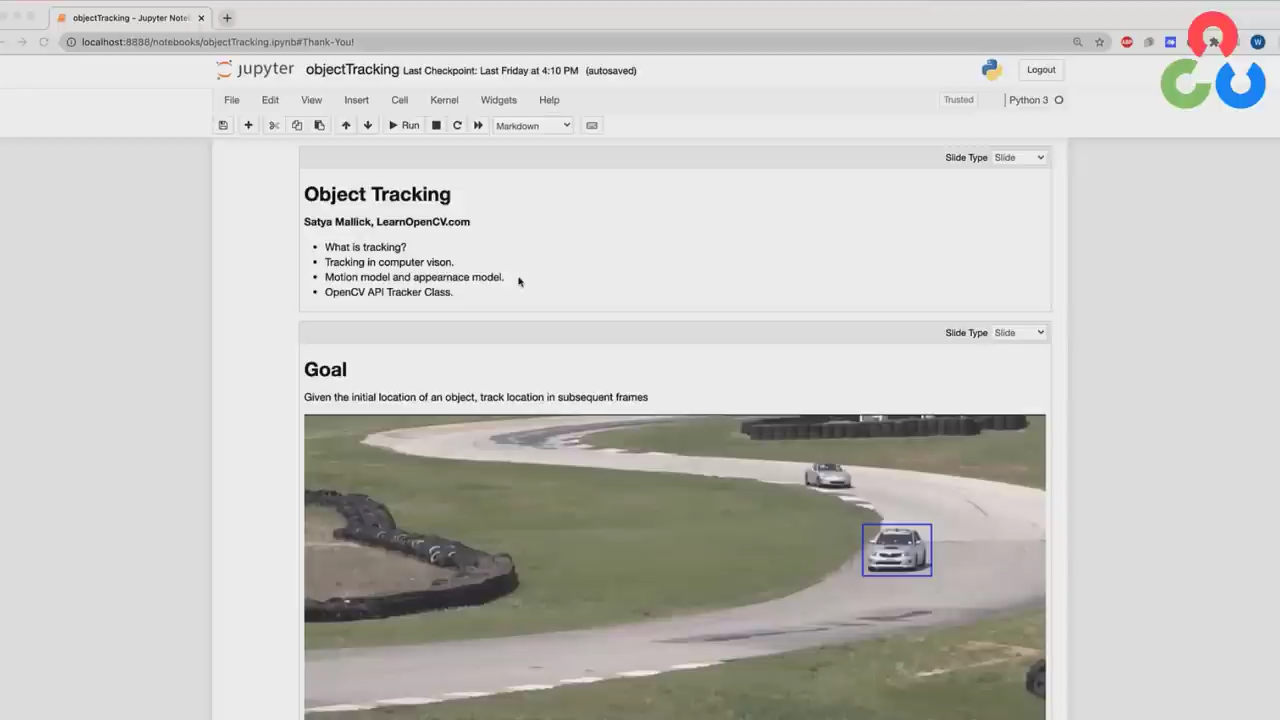 objectTracking - Jupyter Note
localhost:8888/notebooks/objectTracking.ipynb#Thank-You!
ABP
W
jupyter objectTracking Last Checkpoint: Last Friday at 4:10 PM (autosaved)
Logout
File Edit View Insert Cell Kernel Widgets Help
Trusted Python 3
Run Markdown
Slide Type Slide
Object Tracking
Satya Mallick, LearnOpenCV.com
What is tracking?
Tracking in computer vison.
Motion model and appearnace model.
OpenCV API Tracker Class.
Slide Type Slide
Goal
Given the initial location of an object, track location in subsequent frames